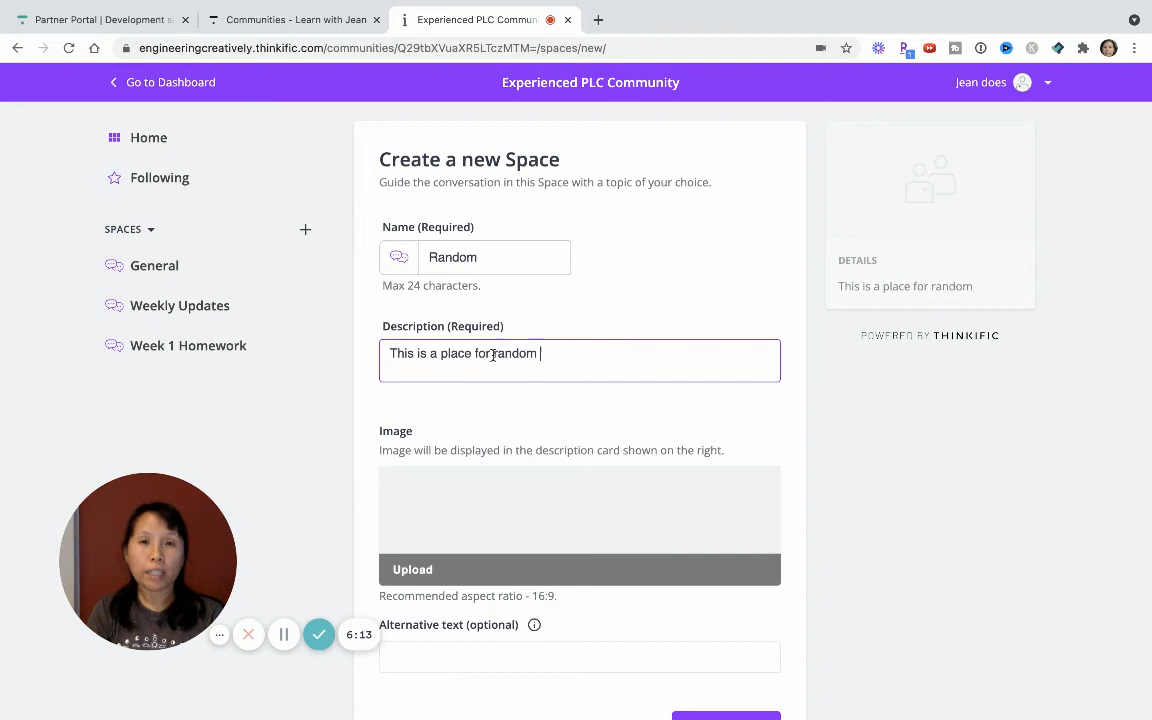 Partner Portal | Development si
Communities - Learn with Jean
Experienced PLC Communi
engineeringcreatively.thinkific.com/communities/Q29tbXVuaXR5LTczMTM=/spaces/new/
Go to Dashboard
Experienced PLC Community
Jean does
Home
Following
SPACES
General
Weekly Updates
Week 1 Homework
Create a new Space
Guide the conversation in this Space with a topic of your choice.
Name (Required)
Random
Max 24 characters.
Description (Required)
This is a place for random
Image
Image will be displayed in the description card shown on the right.
Upload
Recommended aspect ratio - 16:9.
Alternative text (optional)
DETAILS
This is a place for random
POWERED BY THINKIFIC
6:13